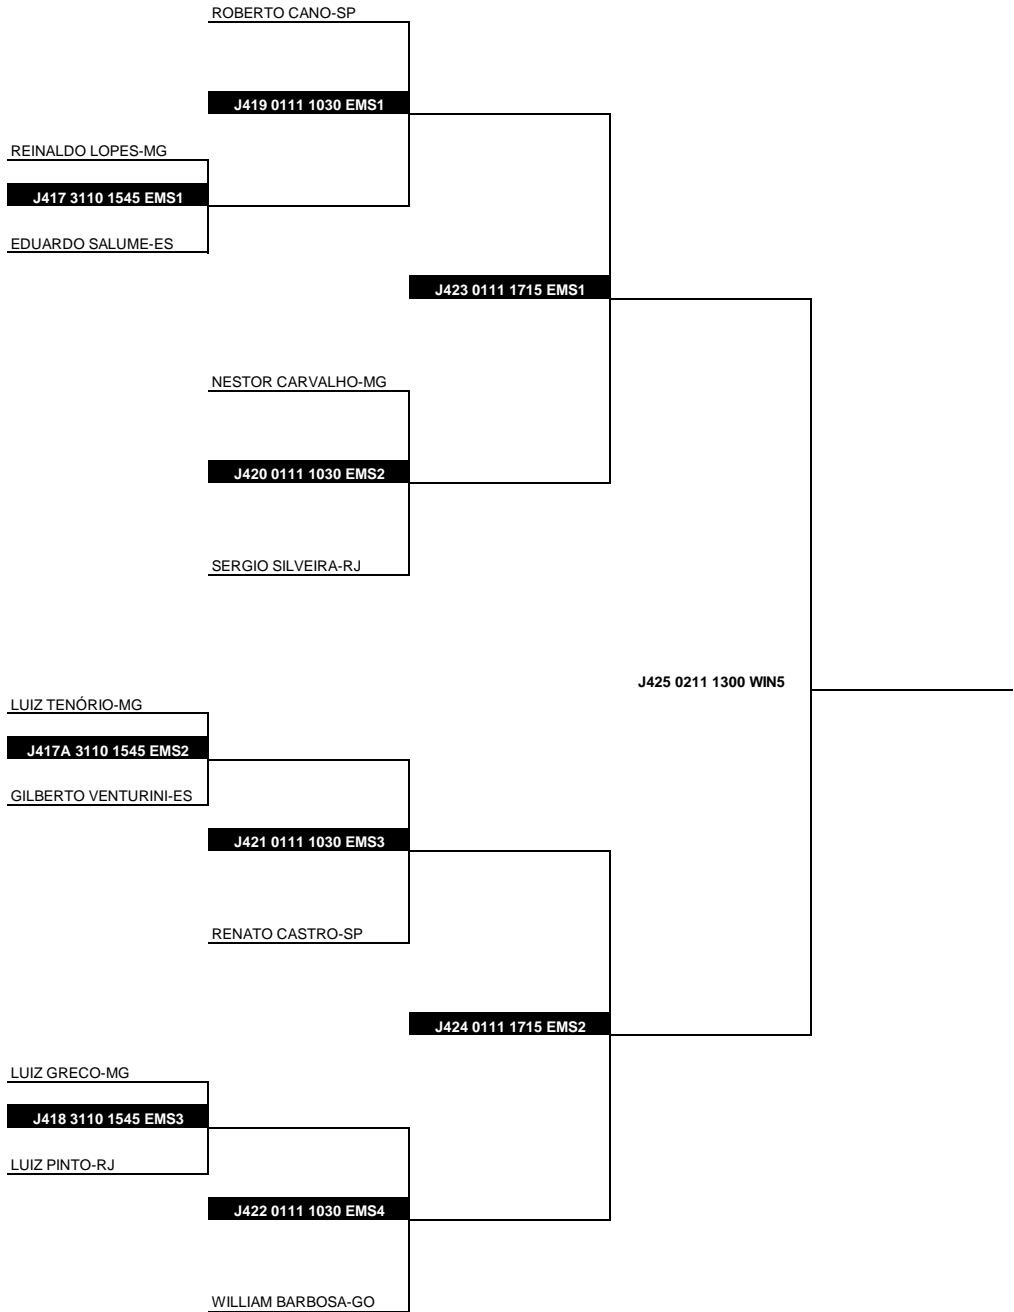 ROBERTO CANO-SP
J419 0111 1030 EMS1
REINALDO LOPES-MG
J417 3110 1545 EMS1
EDUARDO SALUME-ES
J423 0111 1715 EMS1
NESTOR CARVALHO-MG
J420 0111 1030 EMS2
SERGIO SILVEIRA-RJ
J425 0211 1300 WIN5
LUIZ TENÓRIO-MG
J417A 3110 1545 EMS2
GILBERTO VENTURINI-ES
J421 0111 1030 EMS3
RENATO CASTRO-SP
J424 0111 1715 EMS2
LUIZ GRECO-MG
J418 3110 1545 EMS3
LUIZ PINTO-RJ
J422 0111 1030 EMS4
WILLIAM BARBOSA-GO